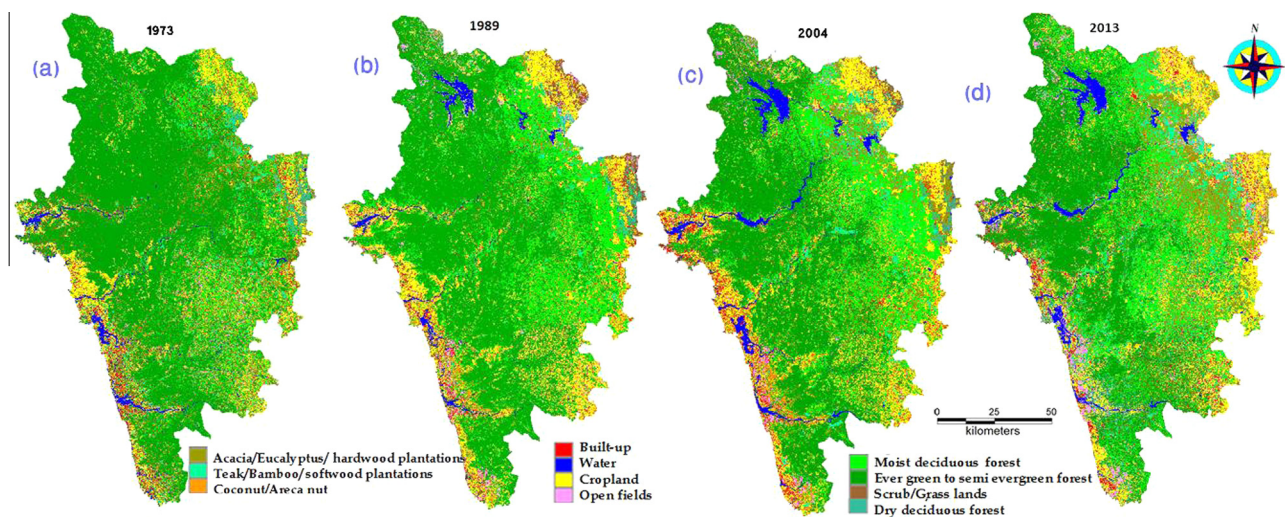 1973
1989
2004
2013
N
(a)
(b)
(c)
(d)
0 25 50
kilometers
Acacia/Eucalyptus/ hardwood plantations
Teak/Bamboo/softwood plantations
Coconut/Areca nut
Built-up
Water
Cropland
Open fields
Moist deciduous forest
Ever green to semi evergreen forest
Scrub/Grass lands
Dry deciduous forest